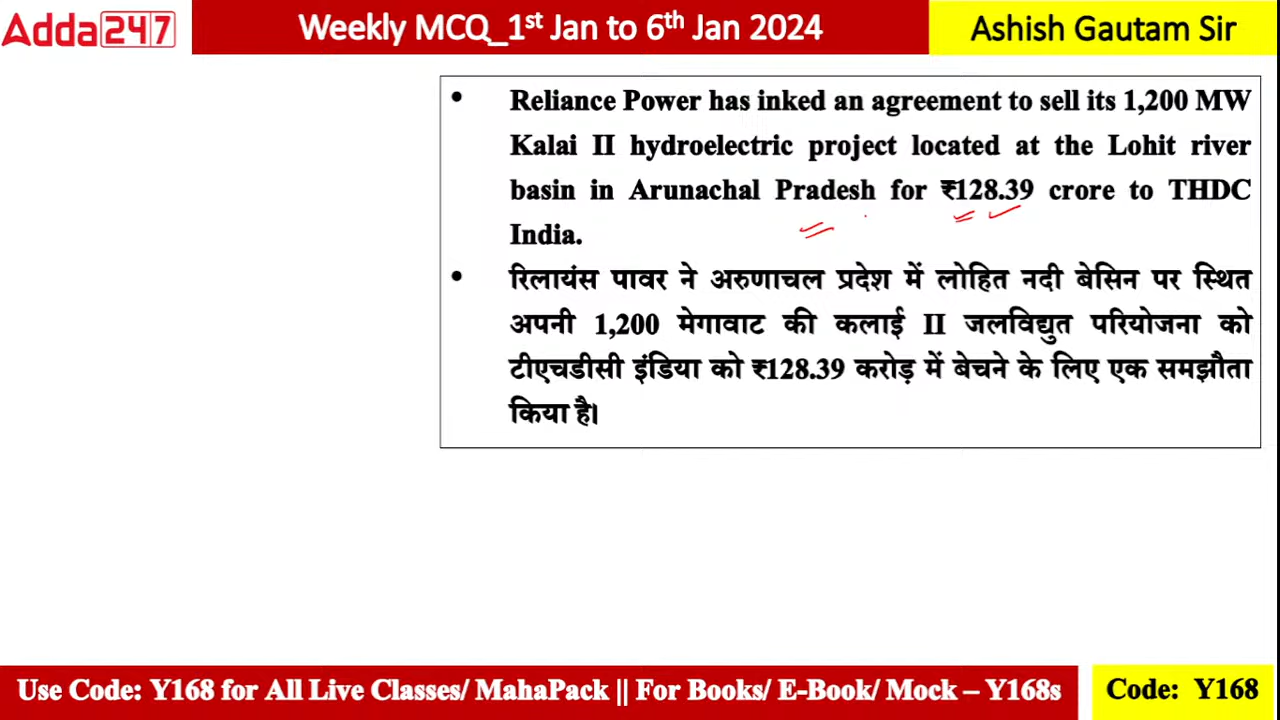 Adda247
Weekly MCQ_1st Jan to 6th Jan 2024
Ashish Gautam Sir
• Reliance Power has inked an agreement to sell its 1,200 MW
Kalai II hydroelectric project located at the Lohit river
basin in Arunachal Pradesh for ₹128.39 crore to THDC
India.
• रिलायंस पावर ने अरुणाचल प्रदेश में लोहित नदी बेसिन पर स्थित
अपनी 1,200 मेगावाट की कलाई II जलविद्युत परियोजना को
टीएचडीसी इंडिया को ₹128.39 करोड़ में बेचने के लिए एक समझौता
किया है।
Use Code: Y168 for All Live Classes/ MahaPack || For Books/ E-Book/ Mock – Y168s
Code: Y168